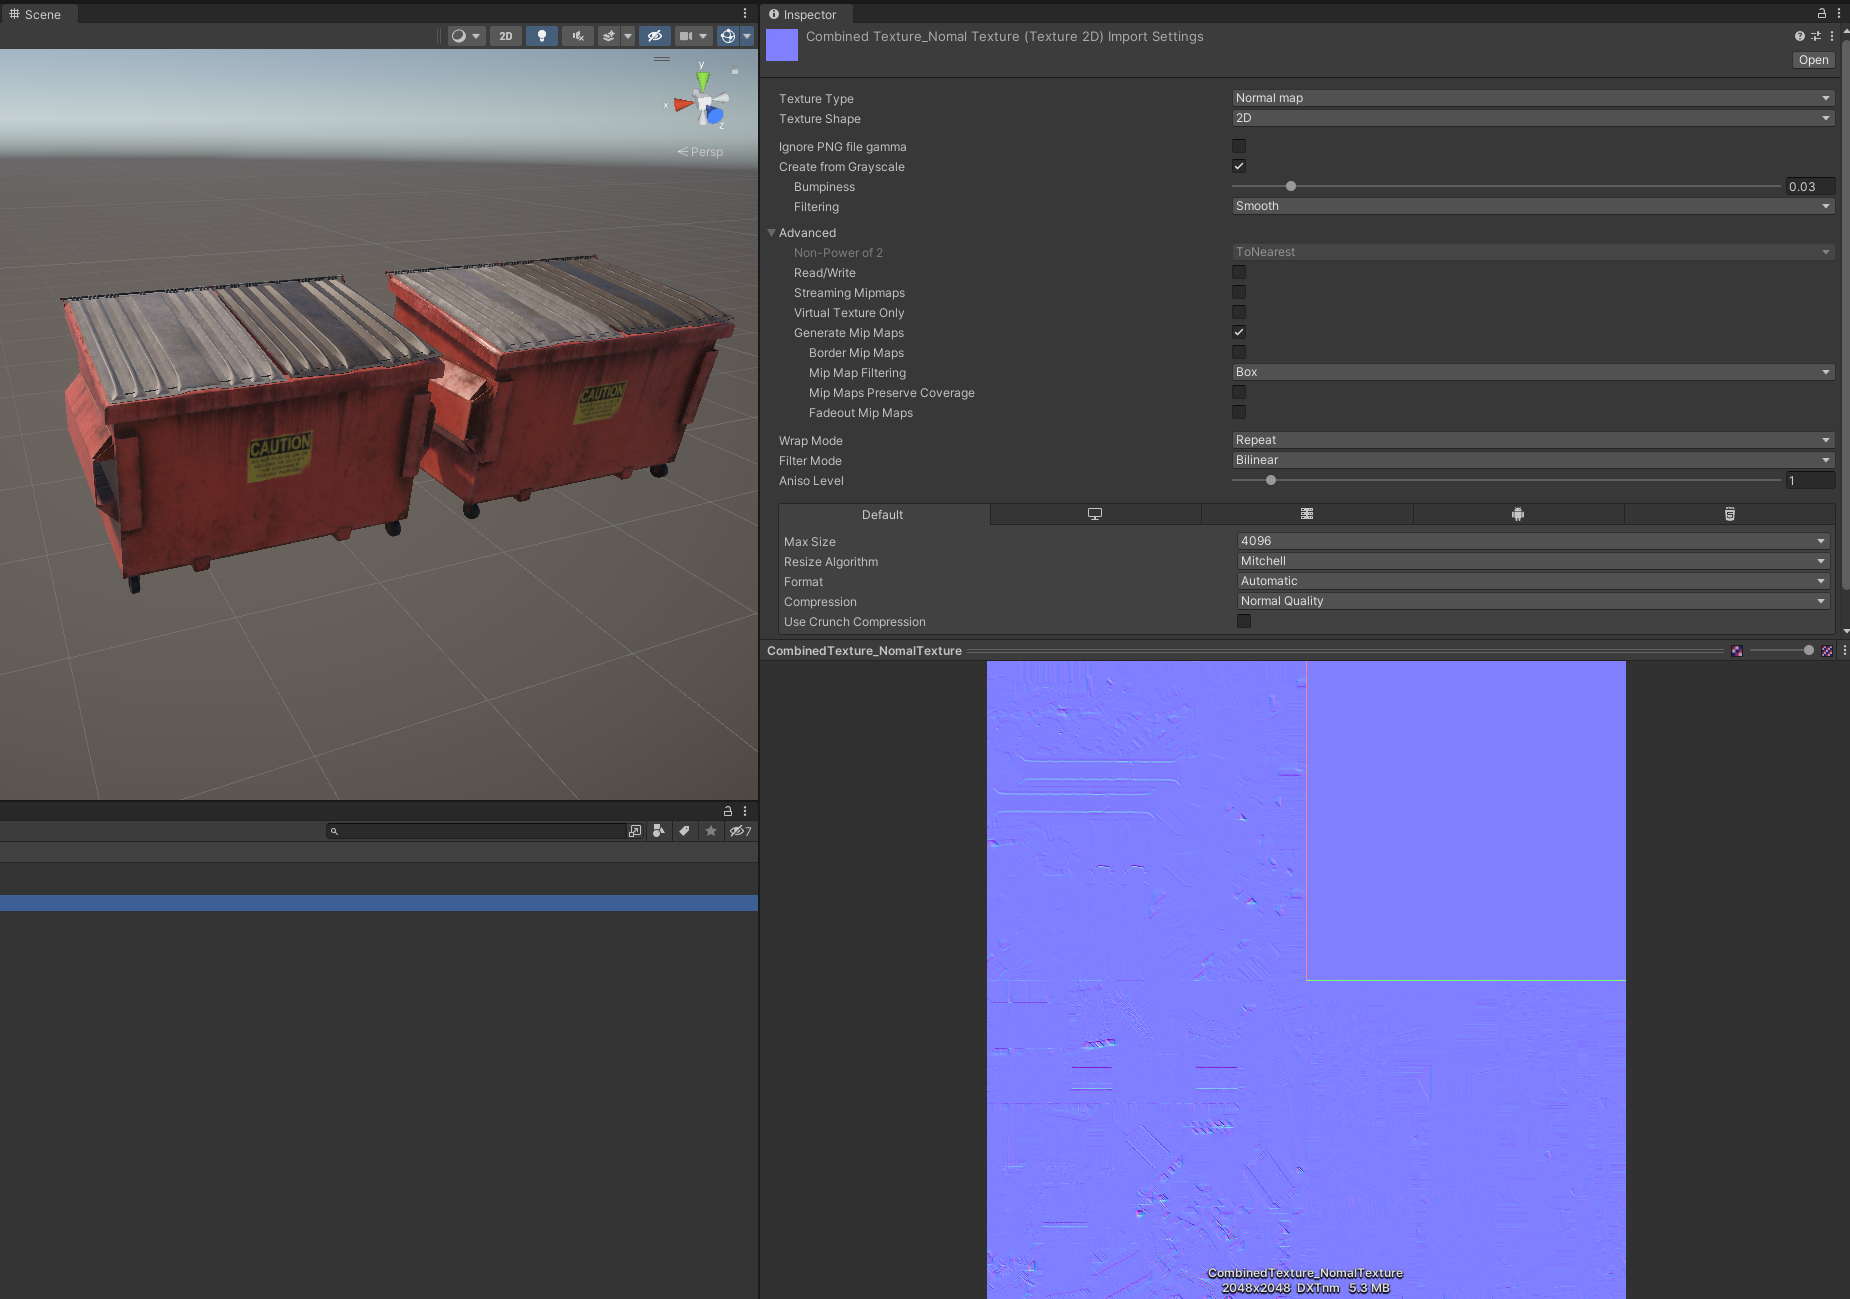 Scene
Inspector
2D
Combined Texture_Nomal Texture (Texture 2D) Import Settings
Open
y
x
z
Persp
Texture Type
Normal map
Texture Shape
2D
Ignore PNG file gamma
Create from Grayscale
Bumpiness
0.03
Filtering
Smooth
Advanced
Non-Power of 2
ToNearest
Read/Write
Streaming Mipmaps
Virtual Texture Only
Generate Mip Maps
Border Mip Maps
Mip Map Filtering
Box
Mip Maps Preserve Coverage
Fadeout Mip Maps
Wrap Mode
Repeat
Filter Mode
Bilinear
Aniso Level
1
Default
Max Size
4096
Resize Algorithm
Mitchell
Format
Automatic
Compression
Normal Quality
Use Crunch Compression
CAUTION
CAUTION
CombinedTexture_NomalTexture
7
CombinedTexture_NomalTexture
2048x2048 DXTnm 5.3 MB